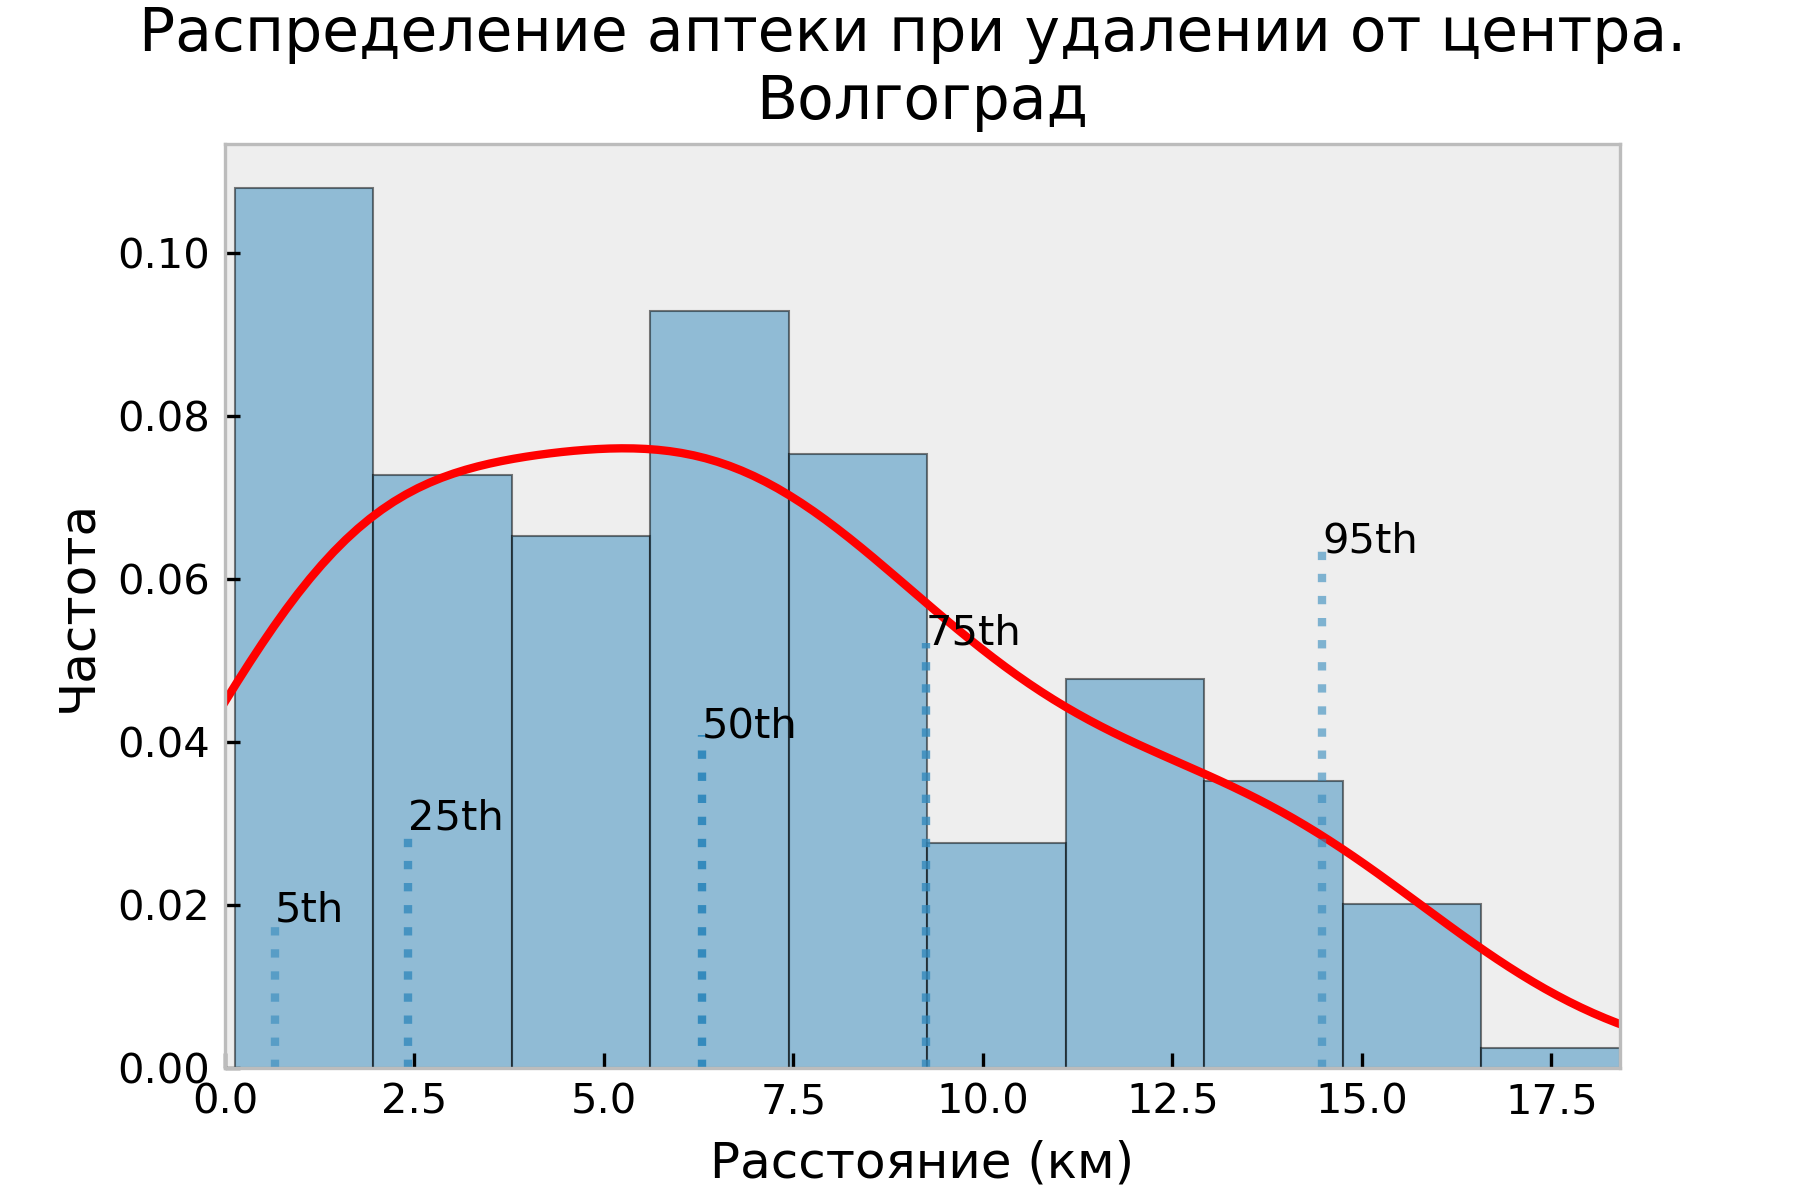 Распределение аптеки при удалении от центра.
Волгоград
Частота
0.10
0.08
0.06
0.04
0.02
0.00
95th
75th
50th
25th
5th
0.0 2.5 5.0 7.5 10.0 12.5 15.0 17.5
Расстояние (км)